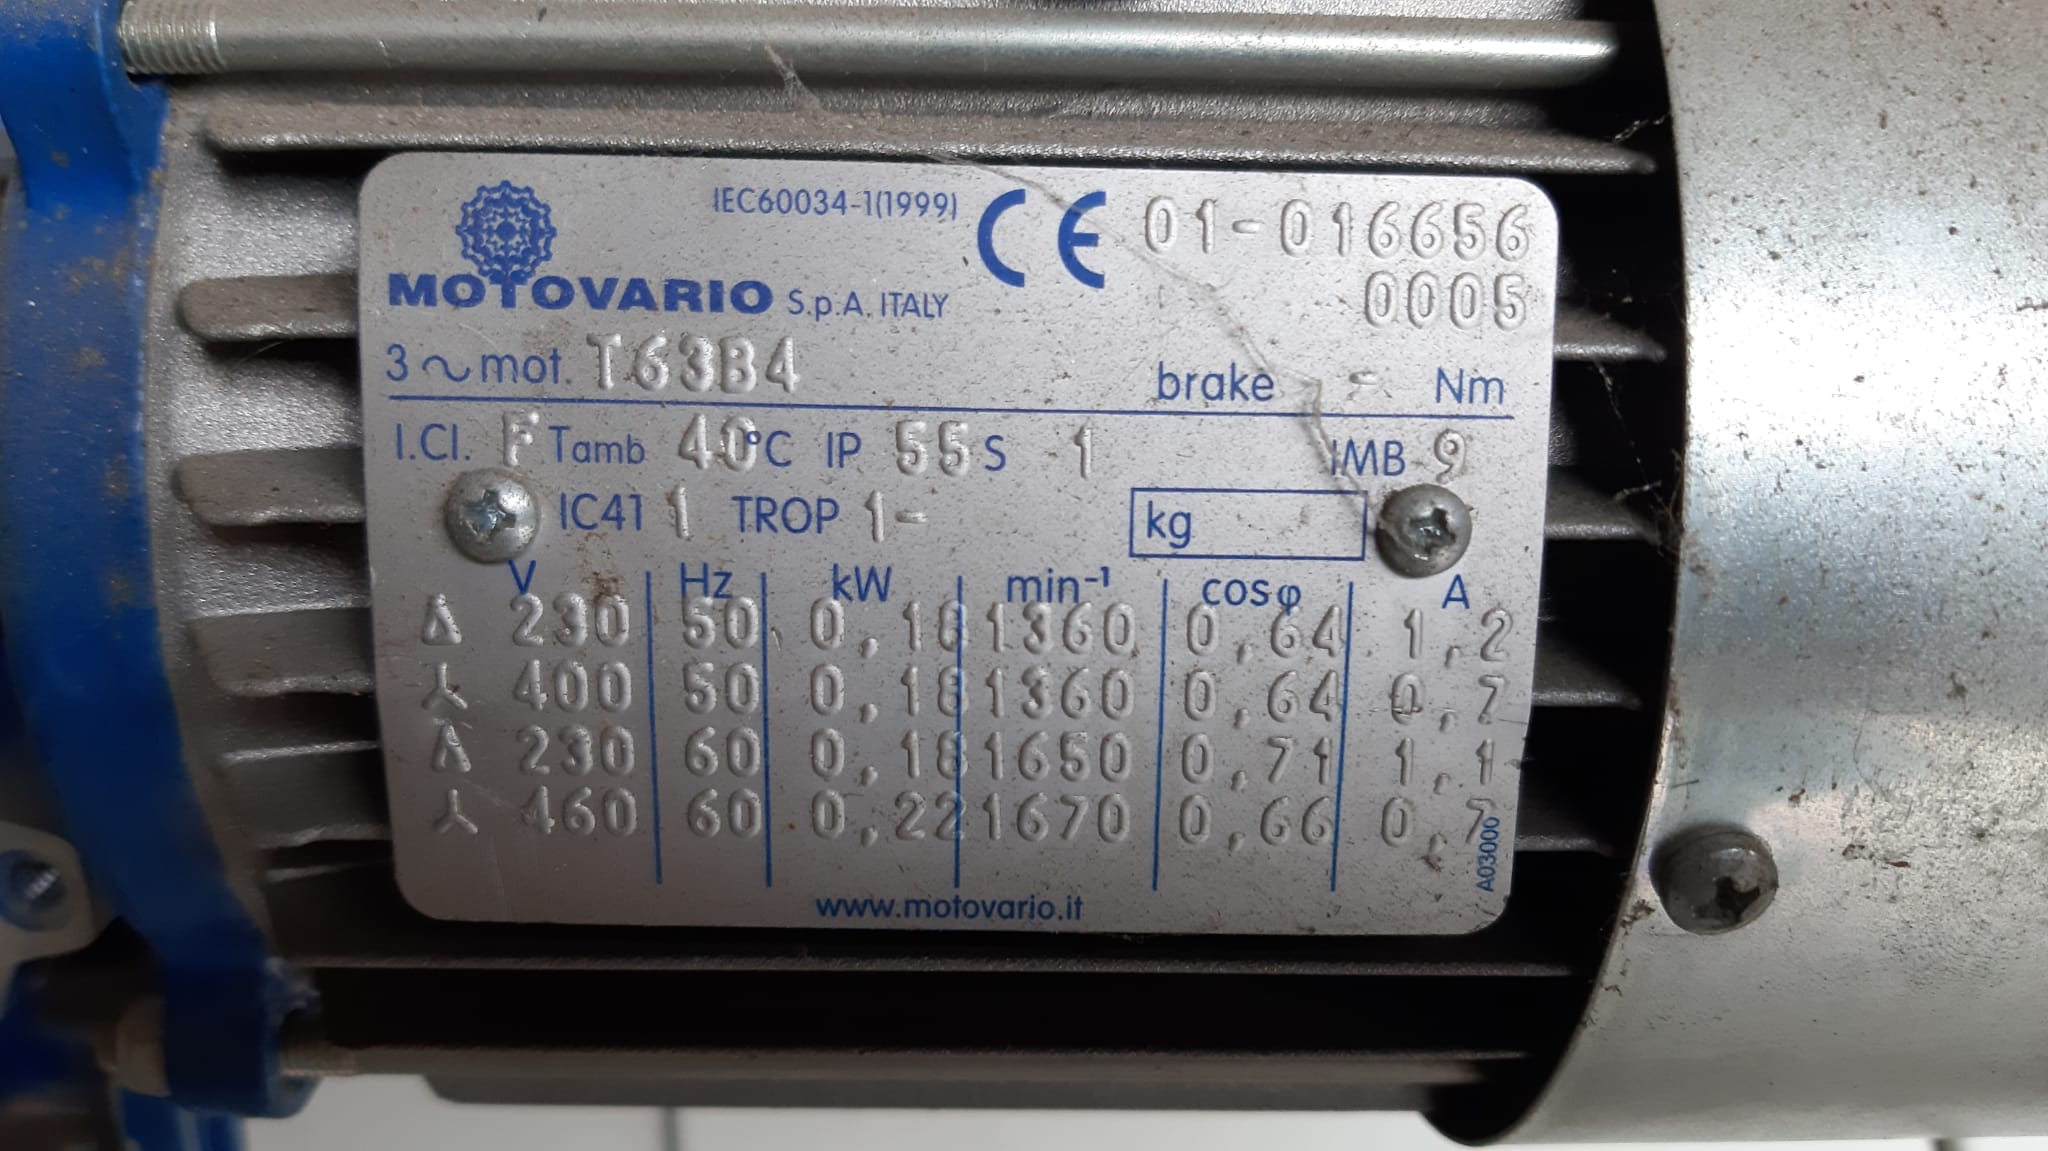 IEC60034-1(1999) CE 01-016656
MOTOVARIO S.p.A. ITALY 0005
3~mot. T63B4 brake - Nm
I.Cl. F Tamb 40°C IP 55 S 1 IMB 9
IC41 1 TROP 1- kg
V Hz kW min⁻¹ cosφ A
Δ 230 50 0,18 1360 0,64 1,2
⅄ 400 50 0,18 1360 0,64 0,7
Δ 230 60 0,18 1650 0,71 1,1
⅄ 460 60 0,22 1670 0,66 0,7
A03000
www.motovario.it